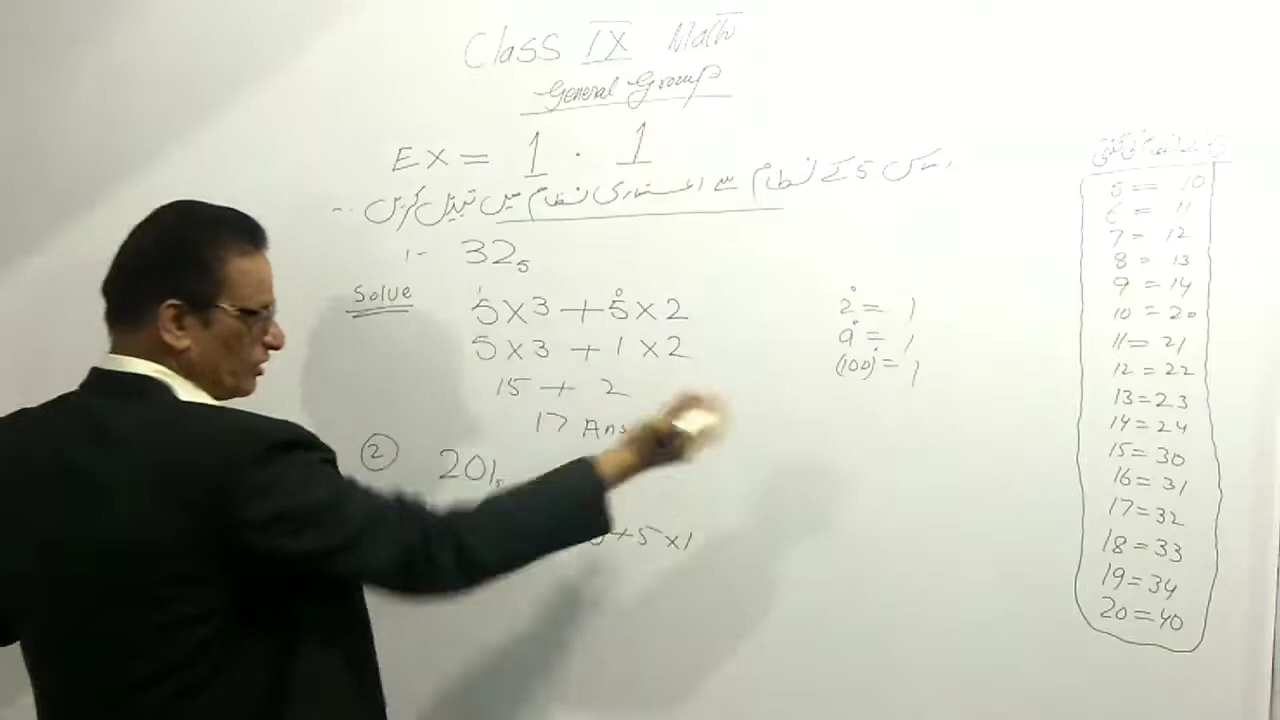 Class IX Math
General Group
EX = 1 . 1
اساس 5 کے نظام سے اعشاری نظام میں تبدیل کریں
1- 32₅
Solve
5¹×3 + 5⁰×2
5×3 + 1×2
15 + 2
17 Ans
2 201₅
+5×1
2⁰ = 1
9⁰ = 1
(100)⁰ = 1
5 = 10
6 = 11
7 = 12
8 = 13
9 = 14
10 = 20
11 = 21
12 = 22
13 = 23
14 = 24
15 = 30
16 = 31
17 = 32
18 = 33
19 = 34
20 = 40